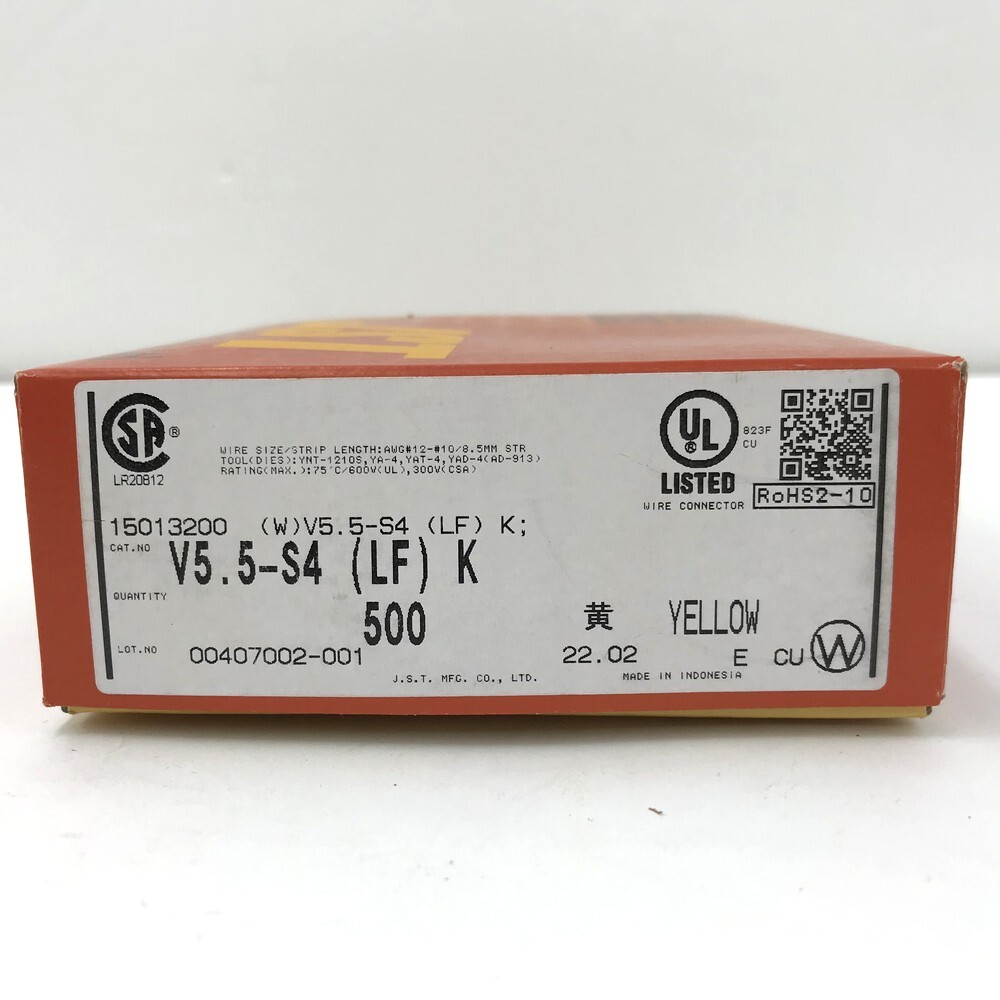 JST
SA ®
LR20812
WIRE SIZE/STRIP LENGTH:AWG#12-#10/8.5MM STR
TOOL(DIES):YNT-1210S,YA-4,YAT-4,YAD-4(AD-913)
RATING(MAX.):75°C/600V(UL),300V(CSA)
UL
LISTED
823F
CU
WIRE CONNECTOR
RoHS2-10
15013200 (W)V5.5-S4 (LF) K;
CAT.NO V5.5-S4 (LF) K
QUANTITY 500 黄 YELLOW
LOT.NO 00407002-001 22.02 E CU W
J.S.T. MFG. CO., LTD. MADE IN INDONESIA